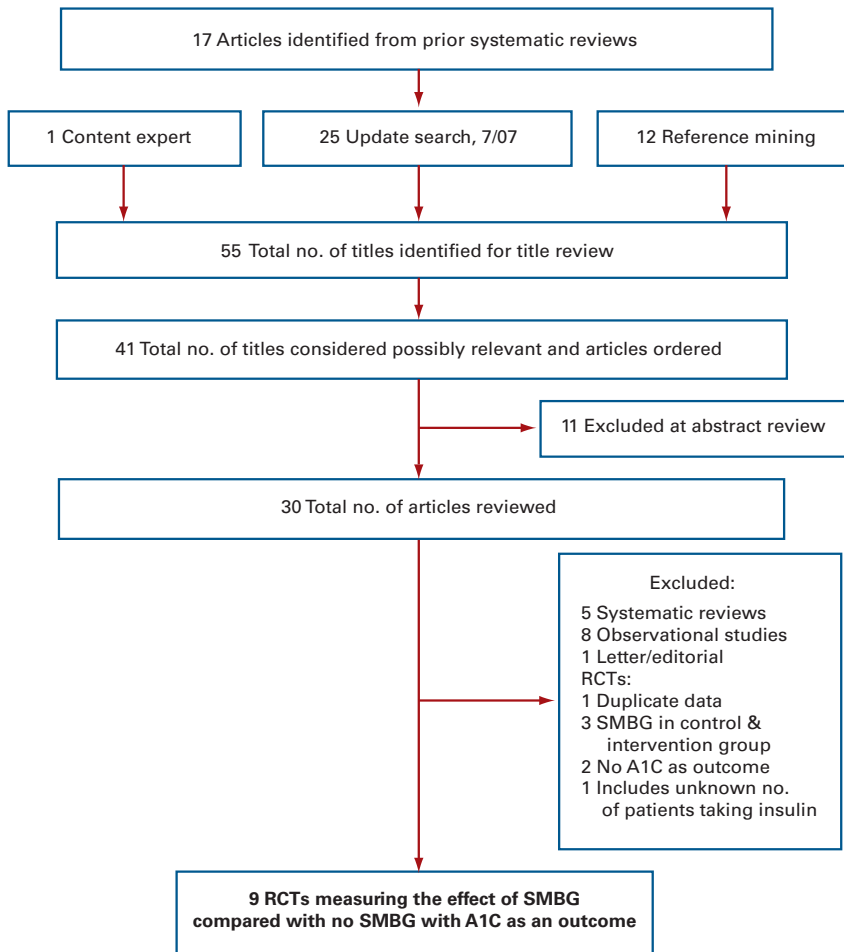 17 Articles identified from prior systematic reviews
1 Content expert
25 Update search, 7/07
12 Reference mining
55 Total no. of titles identified for title review
41 Total no. of titles considered possibly relevant and articles ordered
11 Excluded at abstract review
30 Total no. of articles reviewed
Excluded:
5 Systematic reviews
8 Observational studies
1 Letter/editorial
RCTs:
1 Duplicate data
3 SMBG in control &
intervention group
2 No A1C as outcome
1 Includes unknown no.
of patients taking insulin
9 RCTs measuring the effect of SMBG
compared with no SMBG with A1C as an outcome